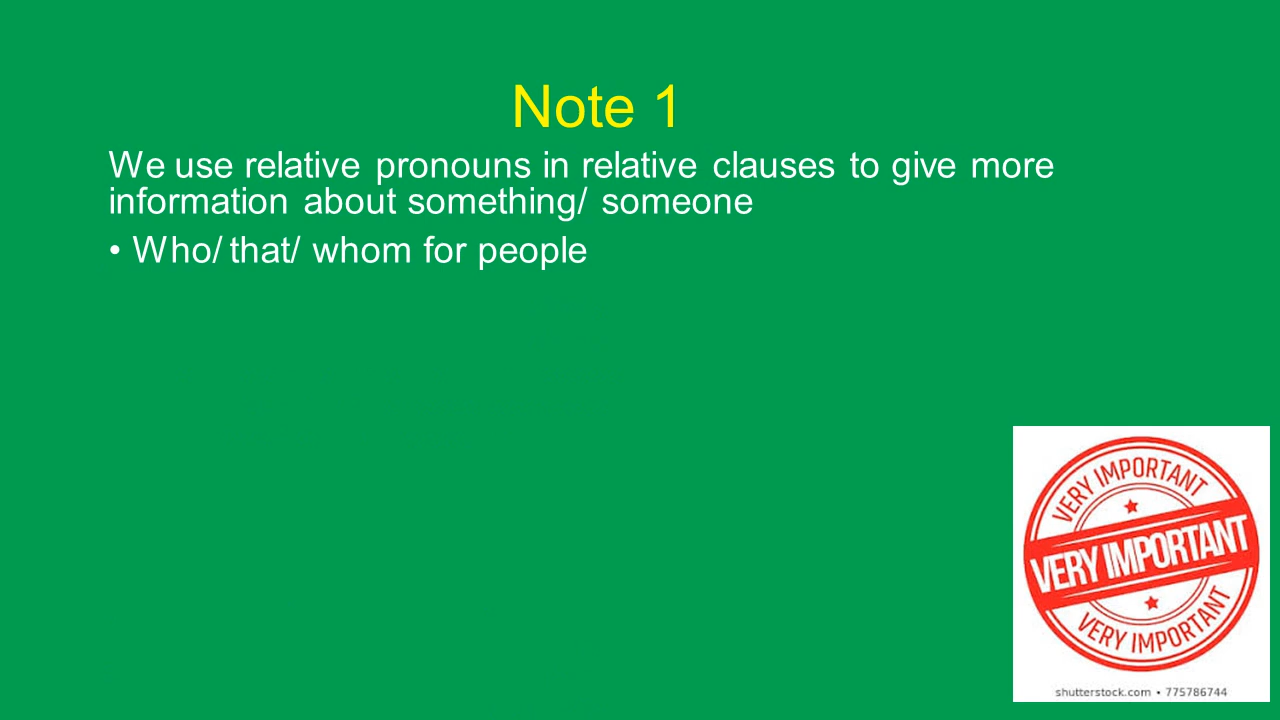 Note 1
We use relative pronouns in relative clauses to give more
information about something/ someone
• Who/ that/ whom for people
VERY IMPORTANT
VERY IMPORTANT
VERY IMPORTANT
shutterstock.com • 775786744